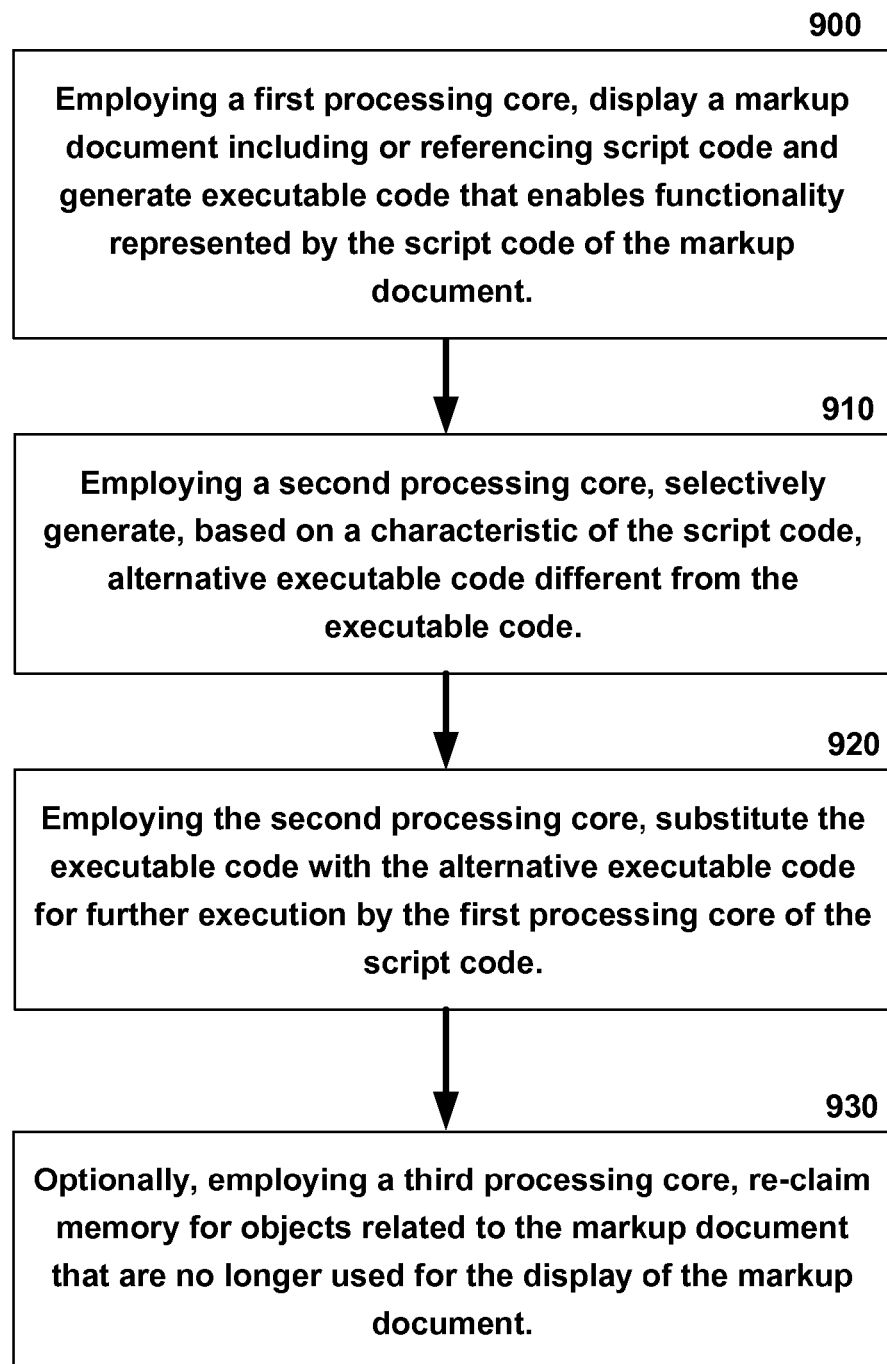 900
Employing a first processing core, display a markup
document including or referencing script code and
generate executable code that enables functionality
represented by the script code of the markup
document.
910
Employing a second processing core, selectively
generate, based on a characteristic of the script code,
alternative executable code different from the
executable code.
920
Employing the second processing core, substitute the
executable code with the alternative executable code
for further execution by the first processing core of the
script code.
930
Optionally, employing a third processing core, re-claim
memory for objects related to the markup document
that are no longer used for the display of the markup
document.